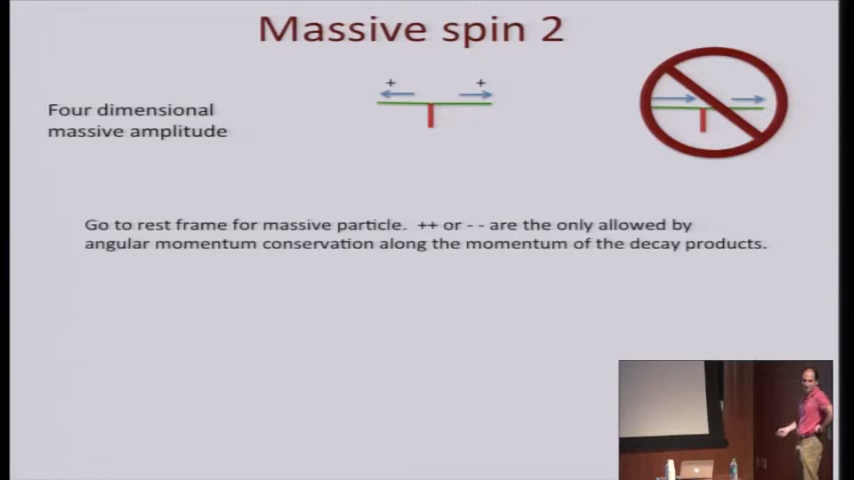 Massive spin 2
+ +
Four dimensional
massive amplitude
Go to rest frame for massive particle. ++ or - - are the only allowed by
angular momentum conservation along the momentum of the decay products.